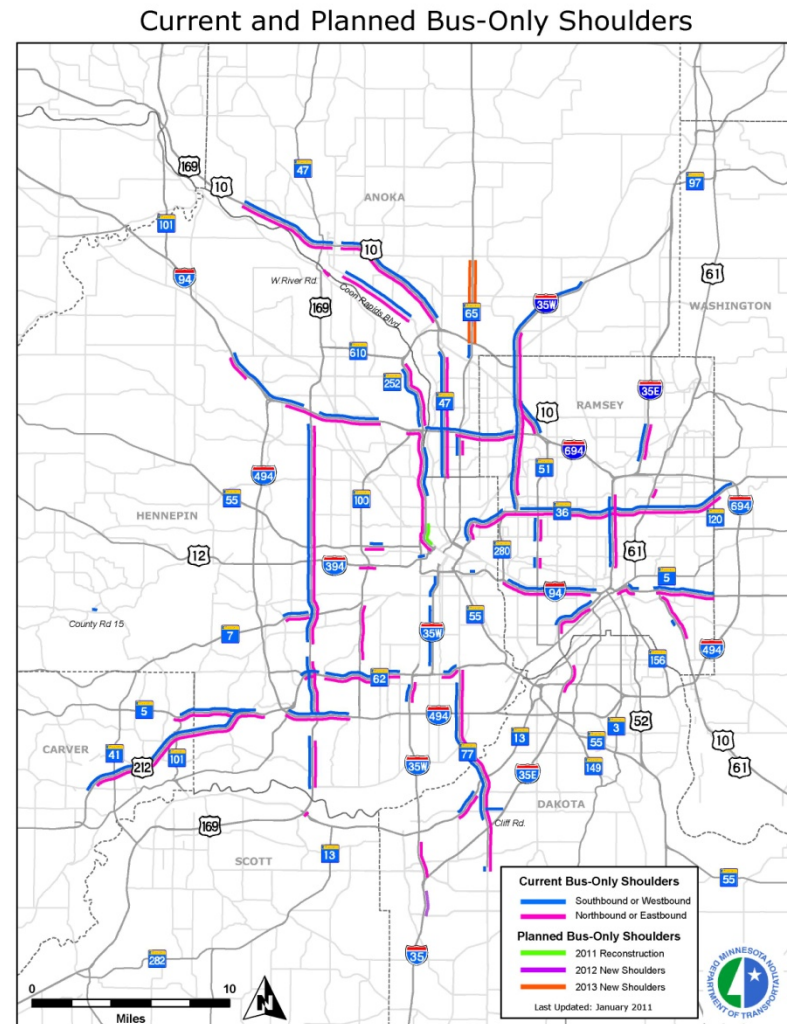 Current and Planned Bus-Only Shoulders
169
10
47
97
ANOKA
101
10
94
61
W.River Rd.
Coon Rapids Blvd.
169
65
35W
WASHINGTON
610
252
47
10
RAMSEY
35E
694
51
494
55
100
HENNEPIN
36
694
120
12
280
61
394
94
5
County Rd 15
7
35W
55
494
62
156
5
494
13
3
52
CARVER
41
212
101
77
55
10
35W
149
61
35E
DAKOTA
169
Cliff Rd.
SCOTT
13
55
282
35
0
10
Miles
N
Current Bus-Only Shoulders
Southbound or Westbound
Northbound or Eastbound
Planned Bus-Only Shoulders
2011 Reconstruction
2012 New Shoulders
2013 New Shoulders
Last Updated: January 2011
MINNESOTA DEPARTMENT OF TRANSPORTATION